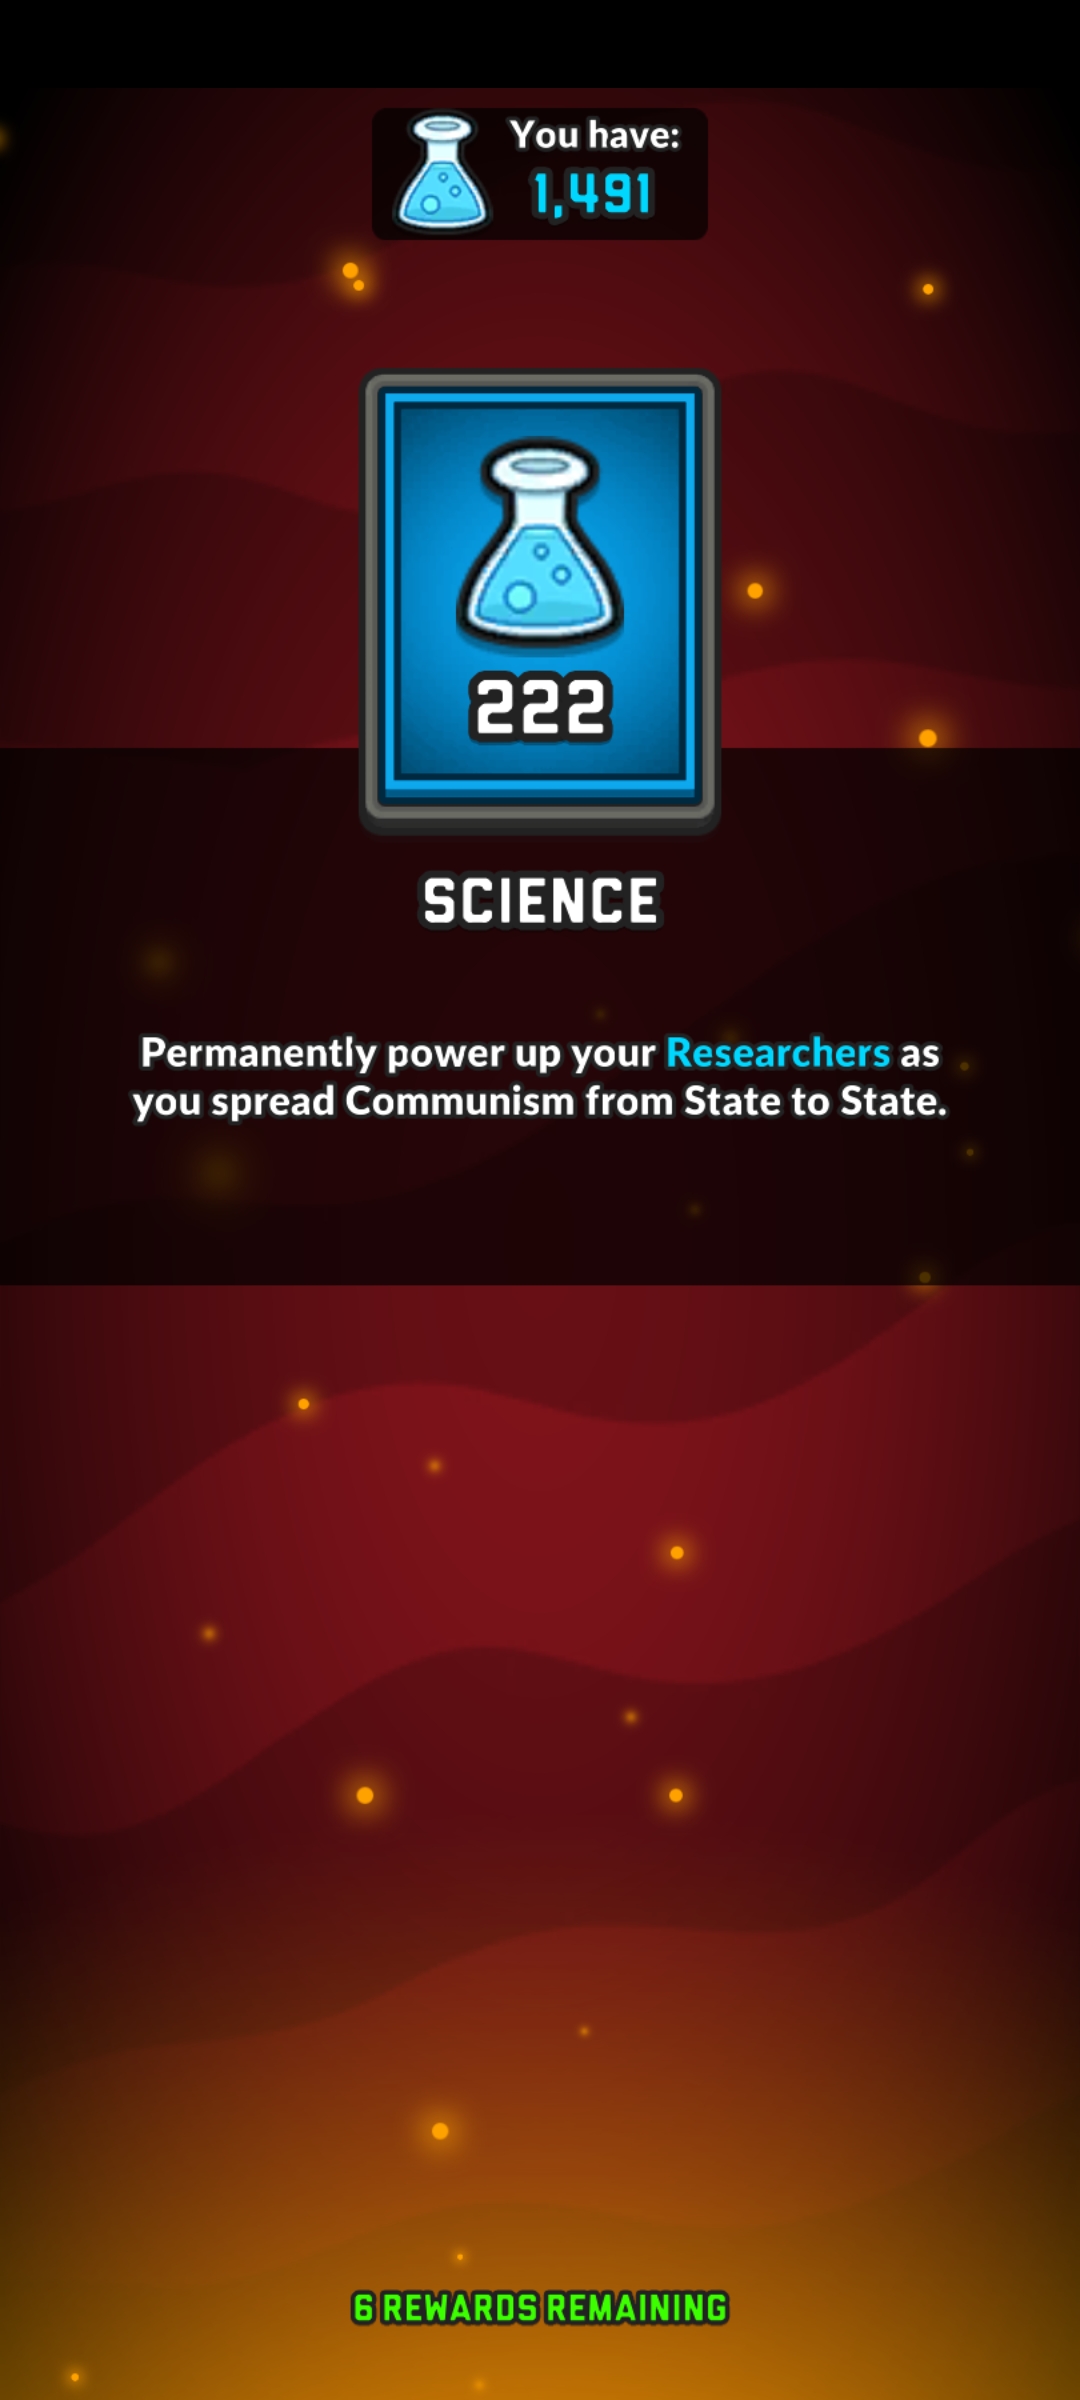 You have:
1,491
222
SCIENCE
Permanently power up your Researchers as
you spread Communism from State to State.
6 REWARDS REMAINING